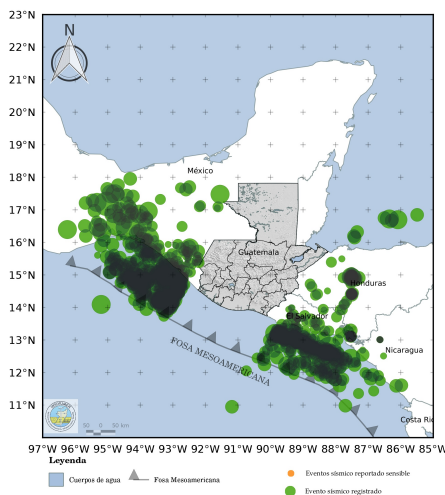 23°N
22°N
21°N
20°N
19°N
18°N
17°N
16°N
15°N
14°N
13°N
12°N
11°N
N
México
Guatemala
Honduras
El Salvador
Nicaragua
Costa Ric
FOSA MESOAMERICANA
50 0 50 km
97°W 96°W 95°W 94°W 93°W 92°W 91°W 90°W 89°W 88°W 87°W 86°W 85°W
Leyenda
Cuerpos de agua
Fosa Mesoamericana
Eventos sísmico reportado sensible
Evento sísmico registrado